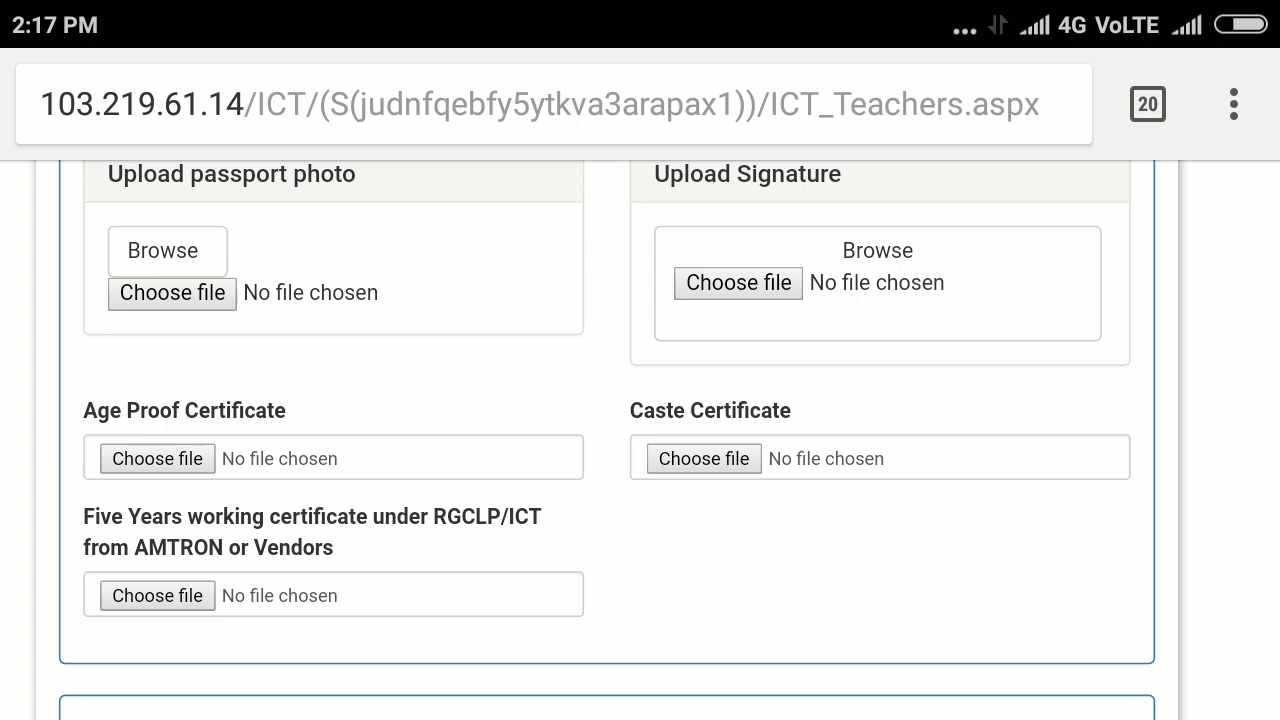 2:17 PM
... 4G VoLTE
103.219.61.14/ICT/(S(judnfqebfy5ytkva3arapax1))/ICT_Teachers.aspx
20
Upload passport photo
Upload Signature
Browse
Choose file No file chosen
Browse
Choose file No file chosen
Age Proof Certificate
Caste Certificate
Choose file No file chosen
Choose file No file chosen
Five Years working certificate under RGCLP/ICT
from AMTRON or Vendors
Choose file No file chosen